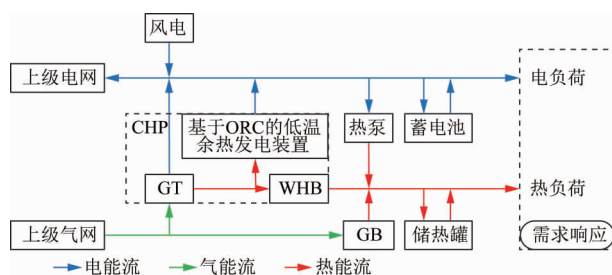 风电
上级电网
电负荷
CHP
基于ORC的低温
余热发电装置
热泵
蓄电池
GT
WHB
热负荷
上级气网
GB
储热罐
需求响应
电能流
气能流
热能流